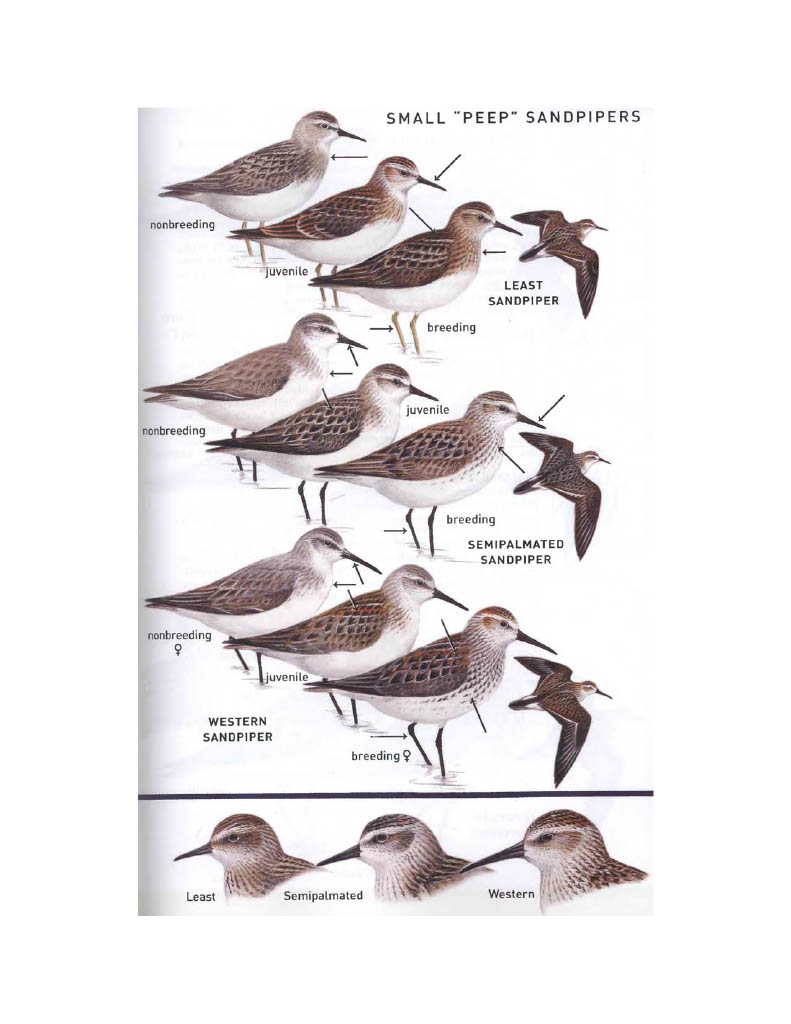 SMALL "PEEP" SANDPIPERS
nonbreeding
juvenile
LEAST
SANDPIPER
breeding
juvenile
nonbreeding
breeding
SEMIPALMATED
SANDPIPER
nonbreeding
♀
juvenile
WESTERN
SANDPIPER
breeding ♀
Least
Semipalmated
Western